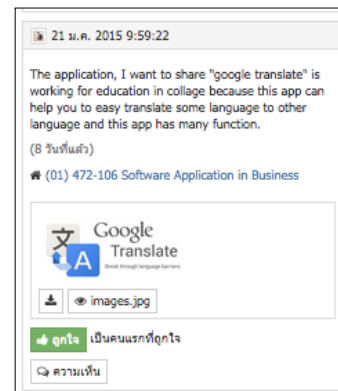 21 ม.ค. 2015 9:59:22
The application, I want to share "google translate" is
working for education in collage because this app can
help you to easy translate some language to other
language and this app has many function.
(8 วันที่แล้ว)
(01) 472-106 Software Application in Business
文
A
Google
Translate
Break through language barriers.
images.jpg
ถูกใจ เป็นคนแรกที่ถูกใจ
ความเห็น